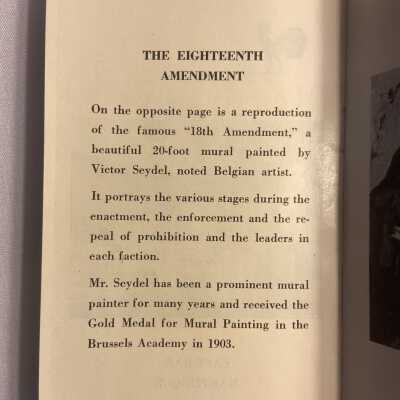 THE EIGHTEENTH
AMENDMENT
On the opposite page is a reproduction
of the famous “18th Amendment,” a
beautiful 20-foot mural painted by
Victor Seydel, noted Belgian artist.
It portrays the various stages during the
enactment, the enforcement and the re-
peal of prohibition and the leaders in
each faction.
Mr. Seydel has been a prominent mural
painter for many years and received the
Gold Medal for Mural Painting in the
Brussels Academy in 1903.